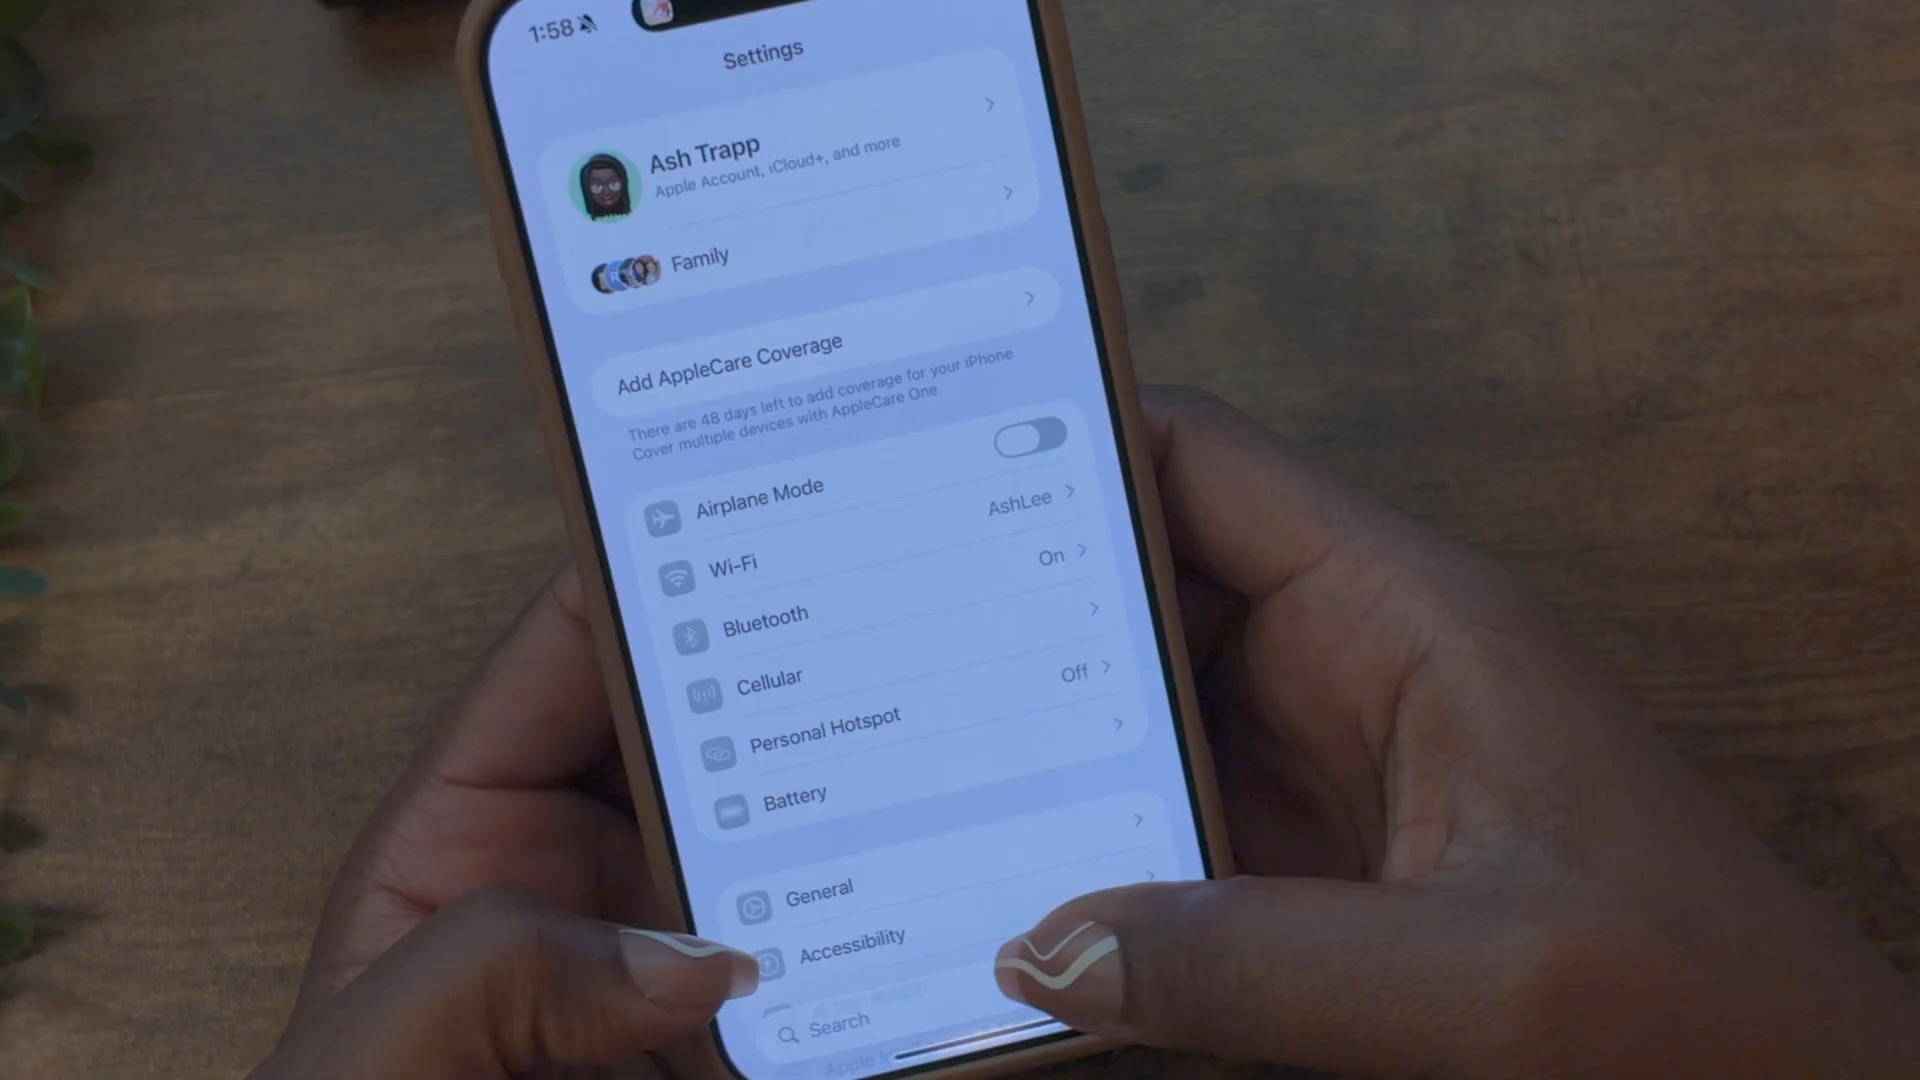 1:58
Settings
Ash Trapp
Apple Account, iCloud+, and more
Family
Add AppleCare Coverage
There are 48 days left to add coverage for your iPhone
Cover multiple devices with AppleCare One.
Airplane Mode
Wi-Fi AshLee
Bluetooth On
Cellular
Personal Hotspot Off
Battery
General
Accessibility
Search
Apple